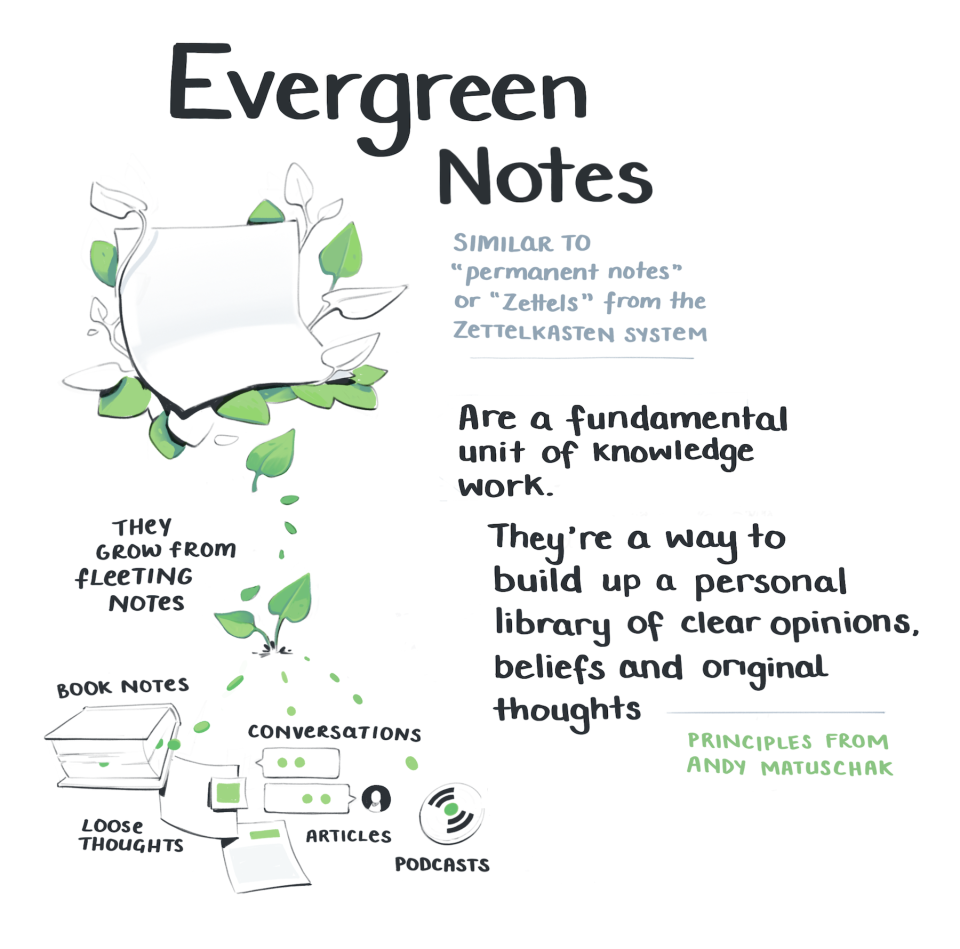 Evergreen
Notes
SIMILAR TO
“permanent notes”
or “Zettels” from the
ZETTELKASTEN SYSTEM
Are a fundamental
unit of knowledge
work.
They're a way to
build up a personal
library of clear opinions,
beliefs and original
thoughts
PRINCIPLES FROM
ANDY MATUSCHAK
THEY
GROW FROM
FLEETING
NOTES
BOOK NOTES
CONVERSATIONS
LOOSE
THOUGHTS
ARTICLES
PODCASTS